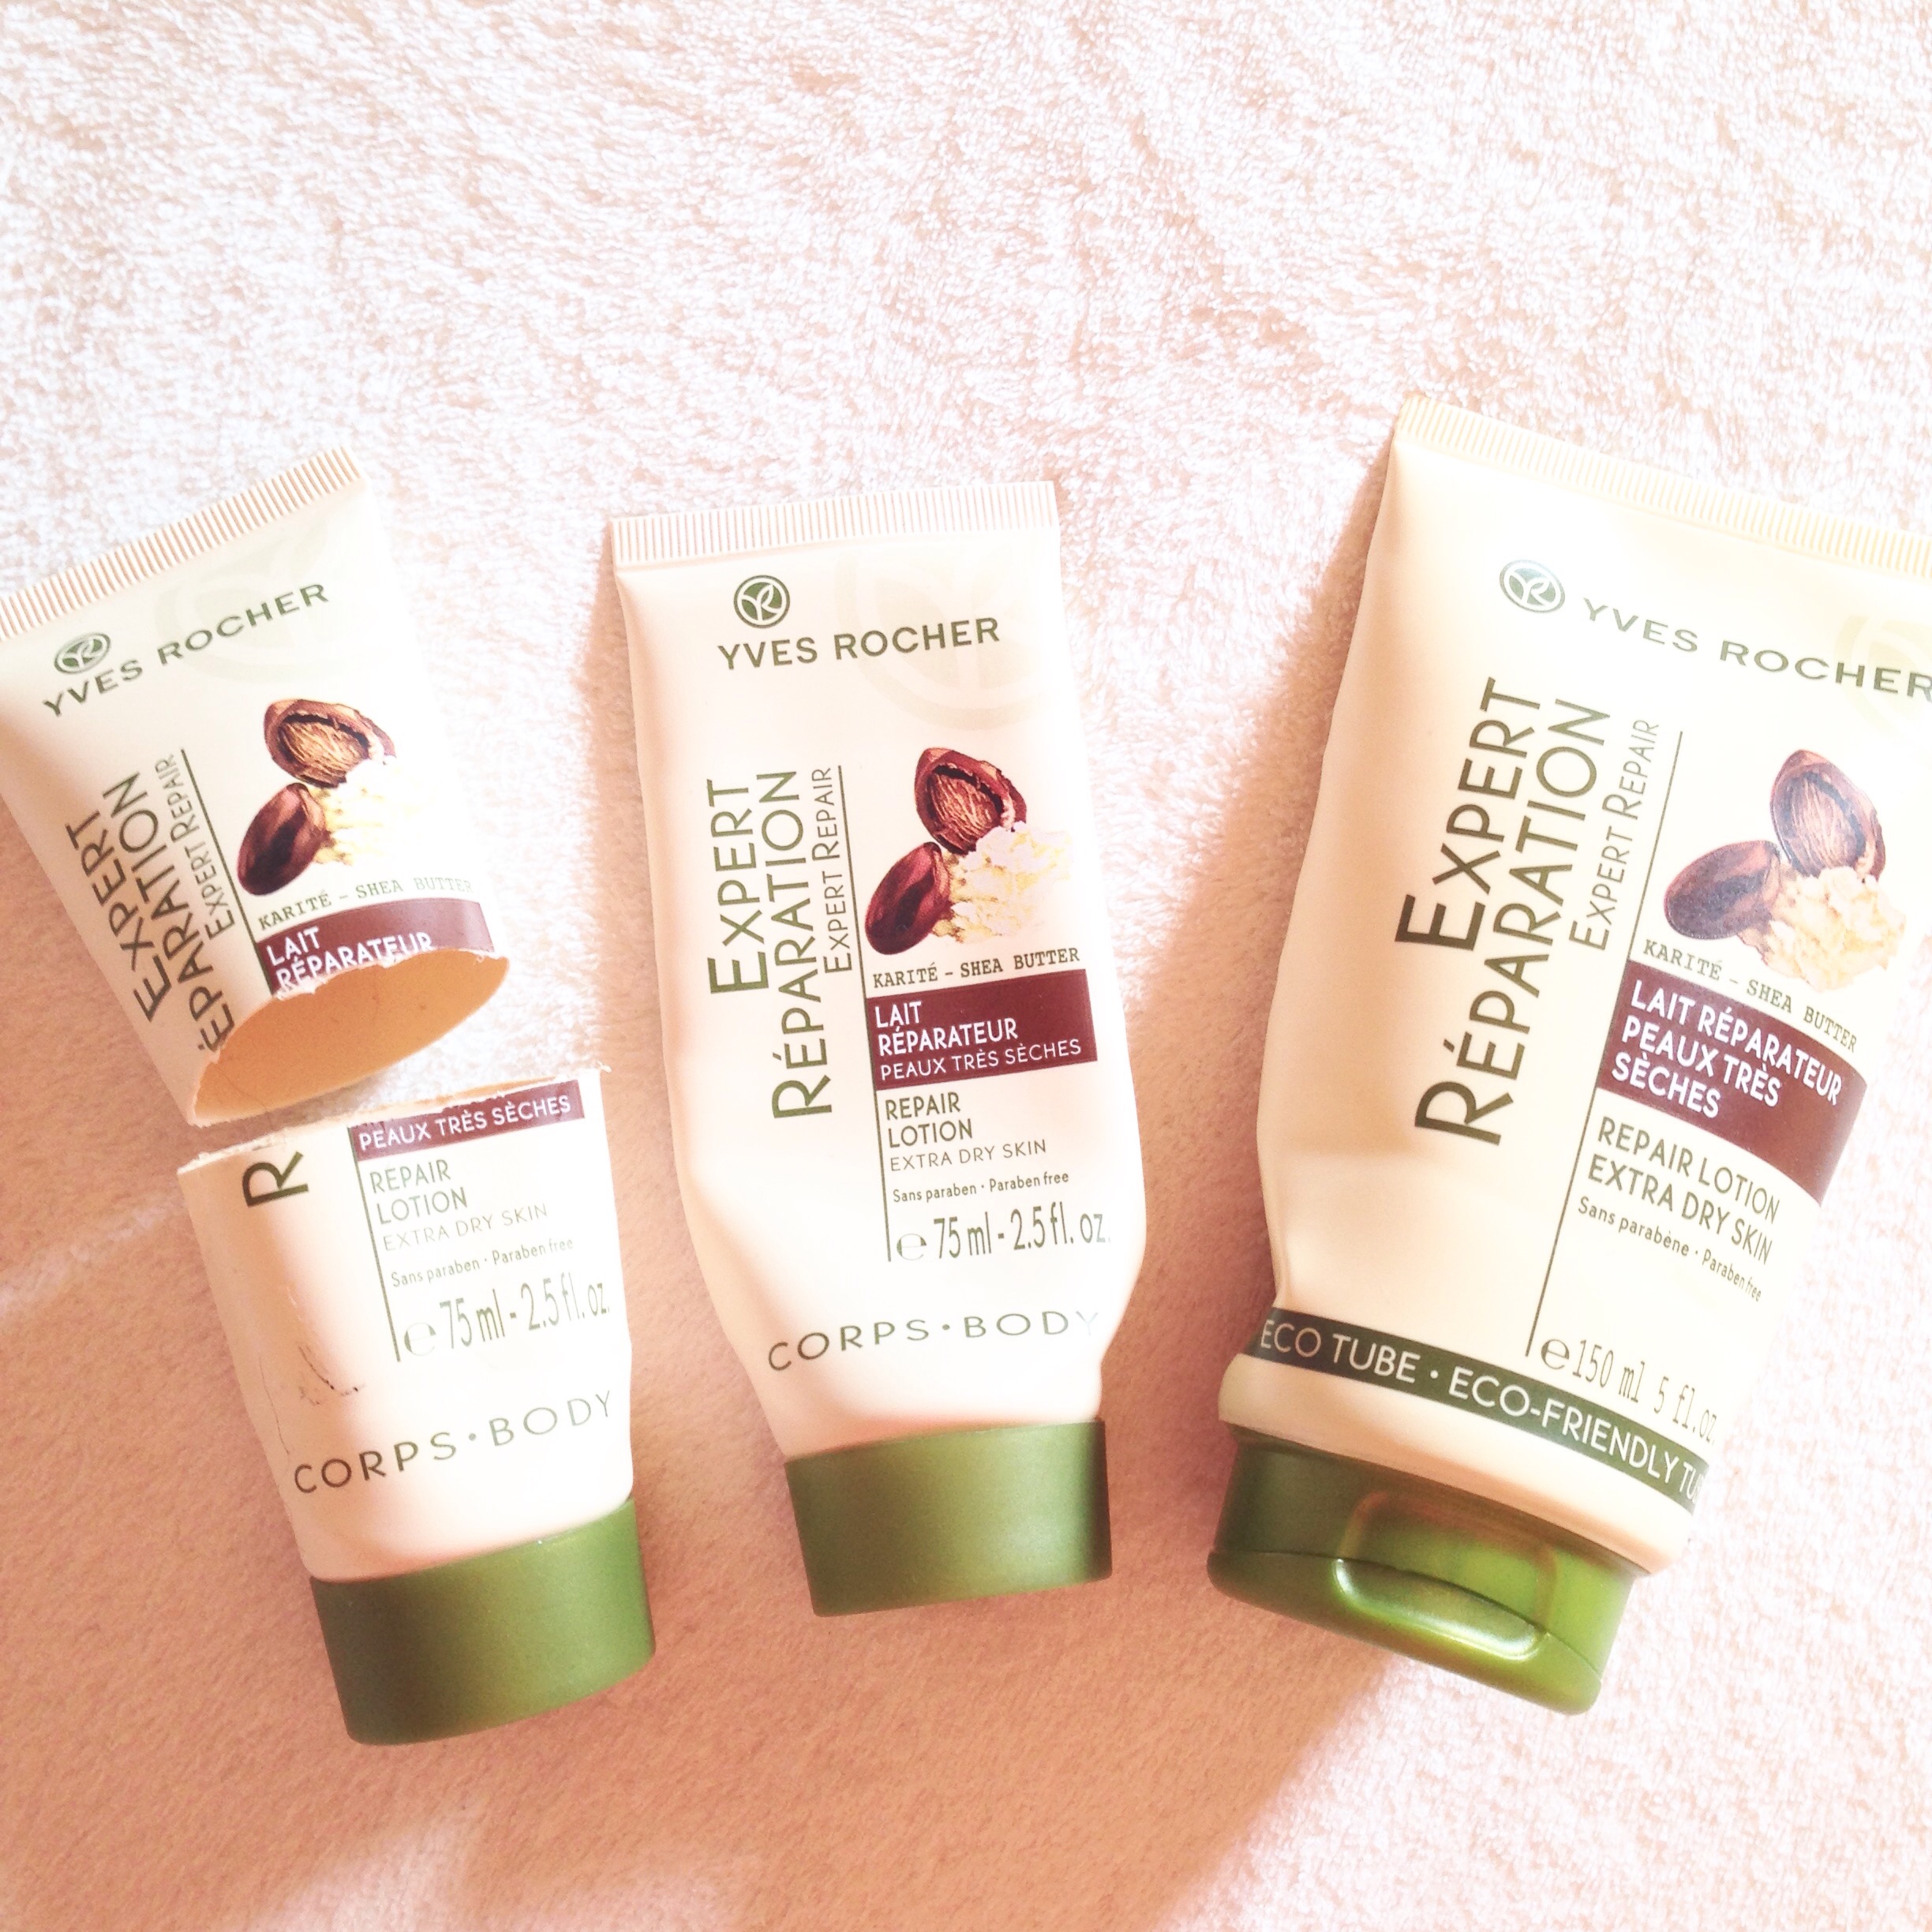 YVES ROCHER
EXPERT
ÉPARATION
EXPERT REPAIR
KARITÉ – SHEA BUTTER
LAIT
RÉPARATEUR
R
PEAUX TRÈS SÈCHES
REPAIR
LOTION
EXTRA DRY SKIN
Sans paraben · Paraben free
e 75 ml - 2.5 fl. oz.
CORPS · BODY
YVES ROCHER
EXPERT
RÉPARATION
EXPERT REPAIR
KARITÉ – SHEA BUTTER
LAIT
RÉPARATEUR
PEAUX TRÈS SÈCHES
REPAIR
LOTION
EXTRA DRY SKIN
Sans paraben · Paraben free
e 75 ml - 2.5 fl. oz.
CORPS · BODY
YVES ROCHER
EXPERT
RÉPARATION
EXPERT REPAIR
KARITÉ – SHEA BUTTER
LAIT RÉPARATEUR
PEAUX TRÈS
SÈCHES
REPAIR LOTION
EXTRA DRY SKIN
Sans parabène · Paraben free
e 150 ml 5 fl. oz.
ECO TUBE · ECO-FRIENDLY TU